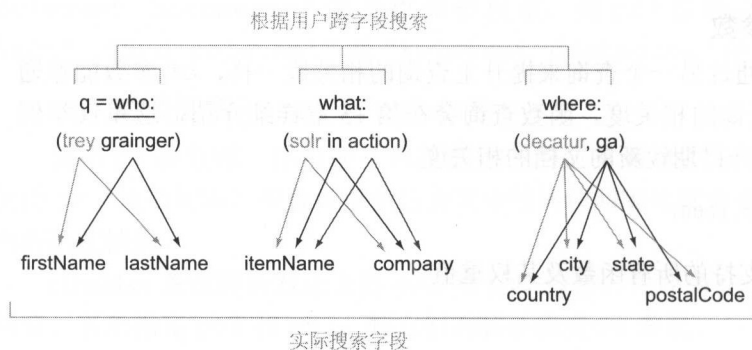 根据用户跨字段搜索
q = who: what: where:
(trey grainger) (solr in action) (decatur, ga)
firstName lastName itemName company city state
country postalCode
实际搜索字段